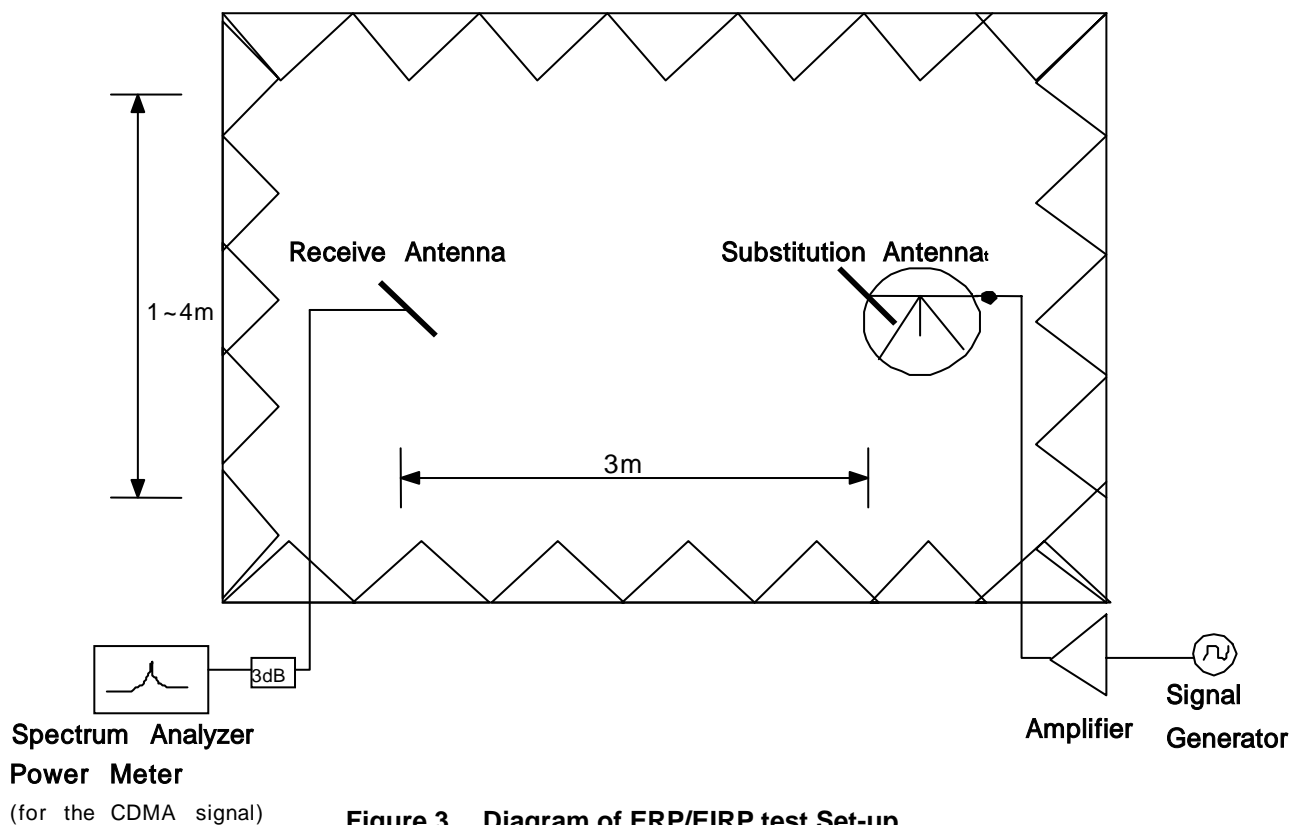 Receive Antenna
Substitution Antennat
1~4m
3m
3dB
Spectrum Analyzer
Power Meter
(for the CDMA signal)
Amplifier
Signal
Generator
Figure 3. Diagram of ERP/EIRP test Set-up